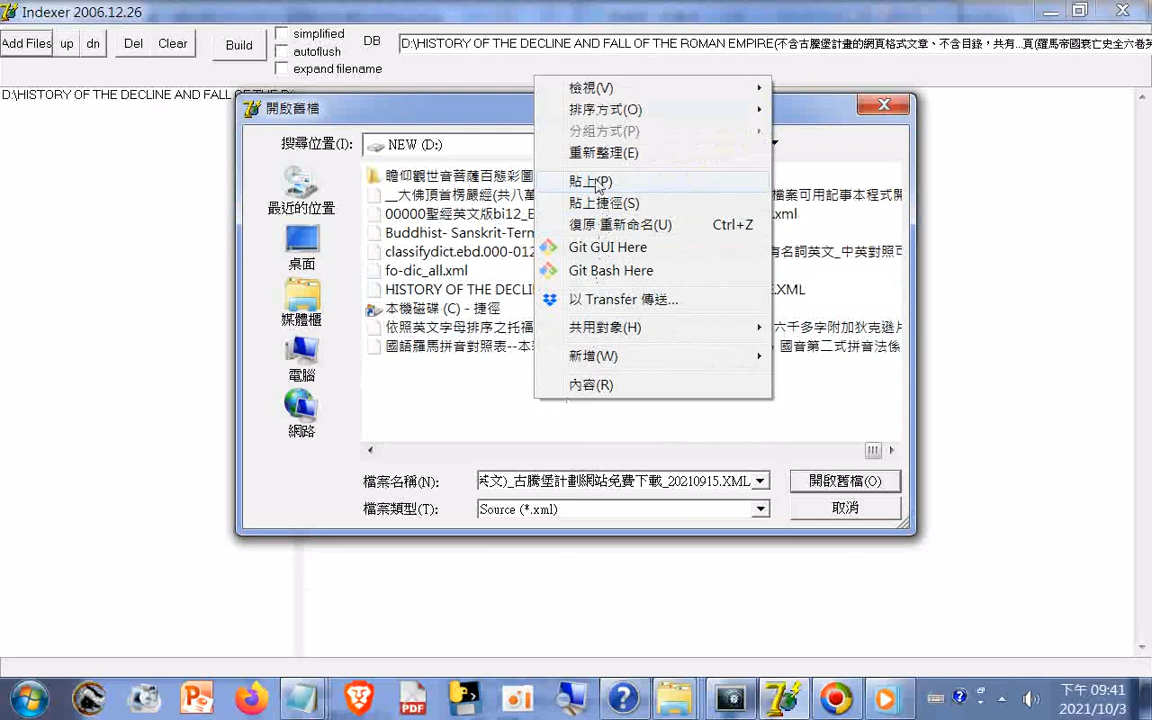 Indexer 2006.12.26
Add Files
up
dn
Del
Clear
Build
simplified
autoflush
expand filename
DB
D:\HISTORY OF THE DECLINE AND FALL OF THE ROMAN EMPIRE(不含古騰堡計畫的網頁格式文章、不含目錄，共有...頁(羅馬帝國衰亡史全六卷英
D:\HISTORY OF THE DECLINE AND FALL OF THE
開啟舊檔
搜尋位置(I):
NEW (D:)
最近的位置
桌面
媒體櫃
電腦
網路
瞻仰觀世音菩薩百態彩圖
__大佛頂首楞嚴經(共八萬
檔案可用記事本程式開
00000聖經英文版bi12_E
.xml
Buddhist- Sanskrit-Term
classifydict.ebd.000-012
有名詞英文_中英對照可
fo-dic_all.xml
HISTORY OF THE DECLI
E.XML
本機磁碟 (C) - 捷徑
依照英文字母排序之托福
六千多字附加狄克遜片
國語羅馬拼音對照表--本
國音第二式拼音法係
檢視(V)
排序方式(O)
分組方式(P)
重新整理(E)
貼上(P)
貼上捷徑(S)
復原 重新命名(U) Ctrl+Z
Git GUI Here
Git Bash Here
以 Transfer 傳送...
共用對象(H)
新增(W)
內容(R)
檔案名稱(N):
英文)_古騰堡計劃網站免費下載_20210915.XML
開啟舊檔(O)
檔案類型(T):
Source (*.xml)
取消
PDF
下午 09:41
2021/10/3